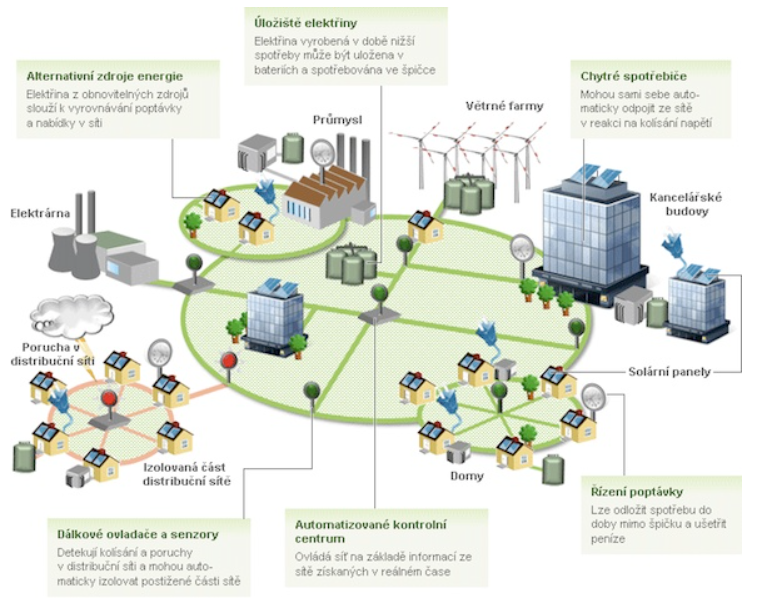 Úložiště elektřiny
Elektřina vyrobená v době nižší
spotřeby může být uložena v
bateriích a spotřebována ve špičce
Alternativní zdroje energie
Elektřina z obnovitelných zdrojů
slouží k vyrovnávání poptávky
a nabídky v síti
Chytré spotřebiče
Mohou sami sebe auto-
maticky odpojit ze sítě
v reakci na kolísání napětí
Průmysl
Větrné farmy
Kancelářské
budovy
Elektrárna
Porucha v
distribuční síti
Solární panely
Izolovaná část
distribuční sítě
Domy
Řízení poptávky
Lze odložit spotřebu do
doby mimo špičku a ušetřit
peníze
Dálkové ovladače a senzory
Detekují kolísání a poruchy
v distribuční síti a mohou auto-
maticky izolovat postižené části sítě
Automatizované kontrolní
centrum
Ovládá síť na základě informací ze
sítě získaných v reálném čase